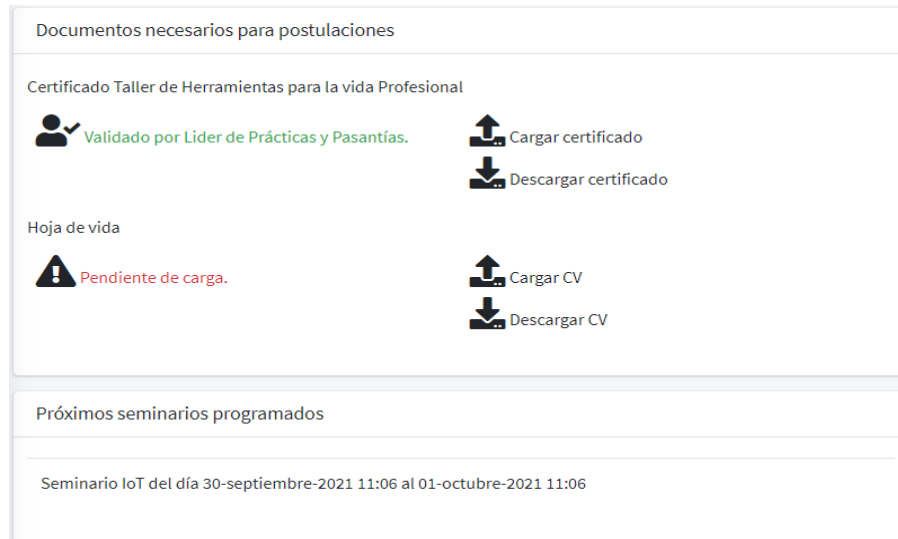 Documentos necesarios para postulaciones
Certificado Taller de Herramientas para la vida Profesional
Validado por Lider de Prácticas y Pasantías.
Cargar certificado
Descargar certificado
Hoja de vida
Pendiente de carga.
Cargar CV
Descargar CV
Próximos seminarios programados
Seminario IoT del día 30-septiembre-2021 11:06 al 01-octubre-2021 11:06